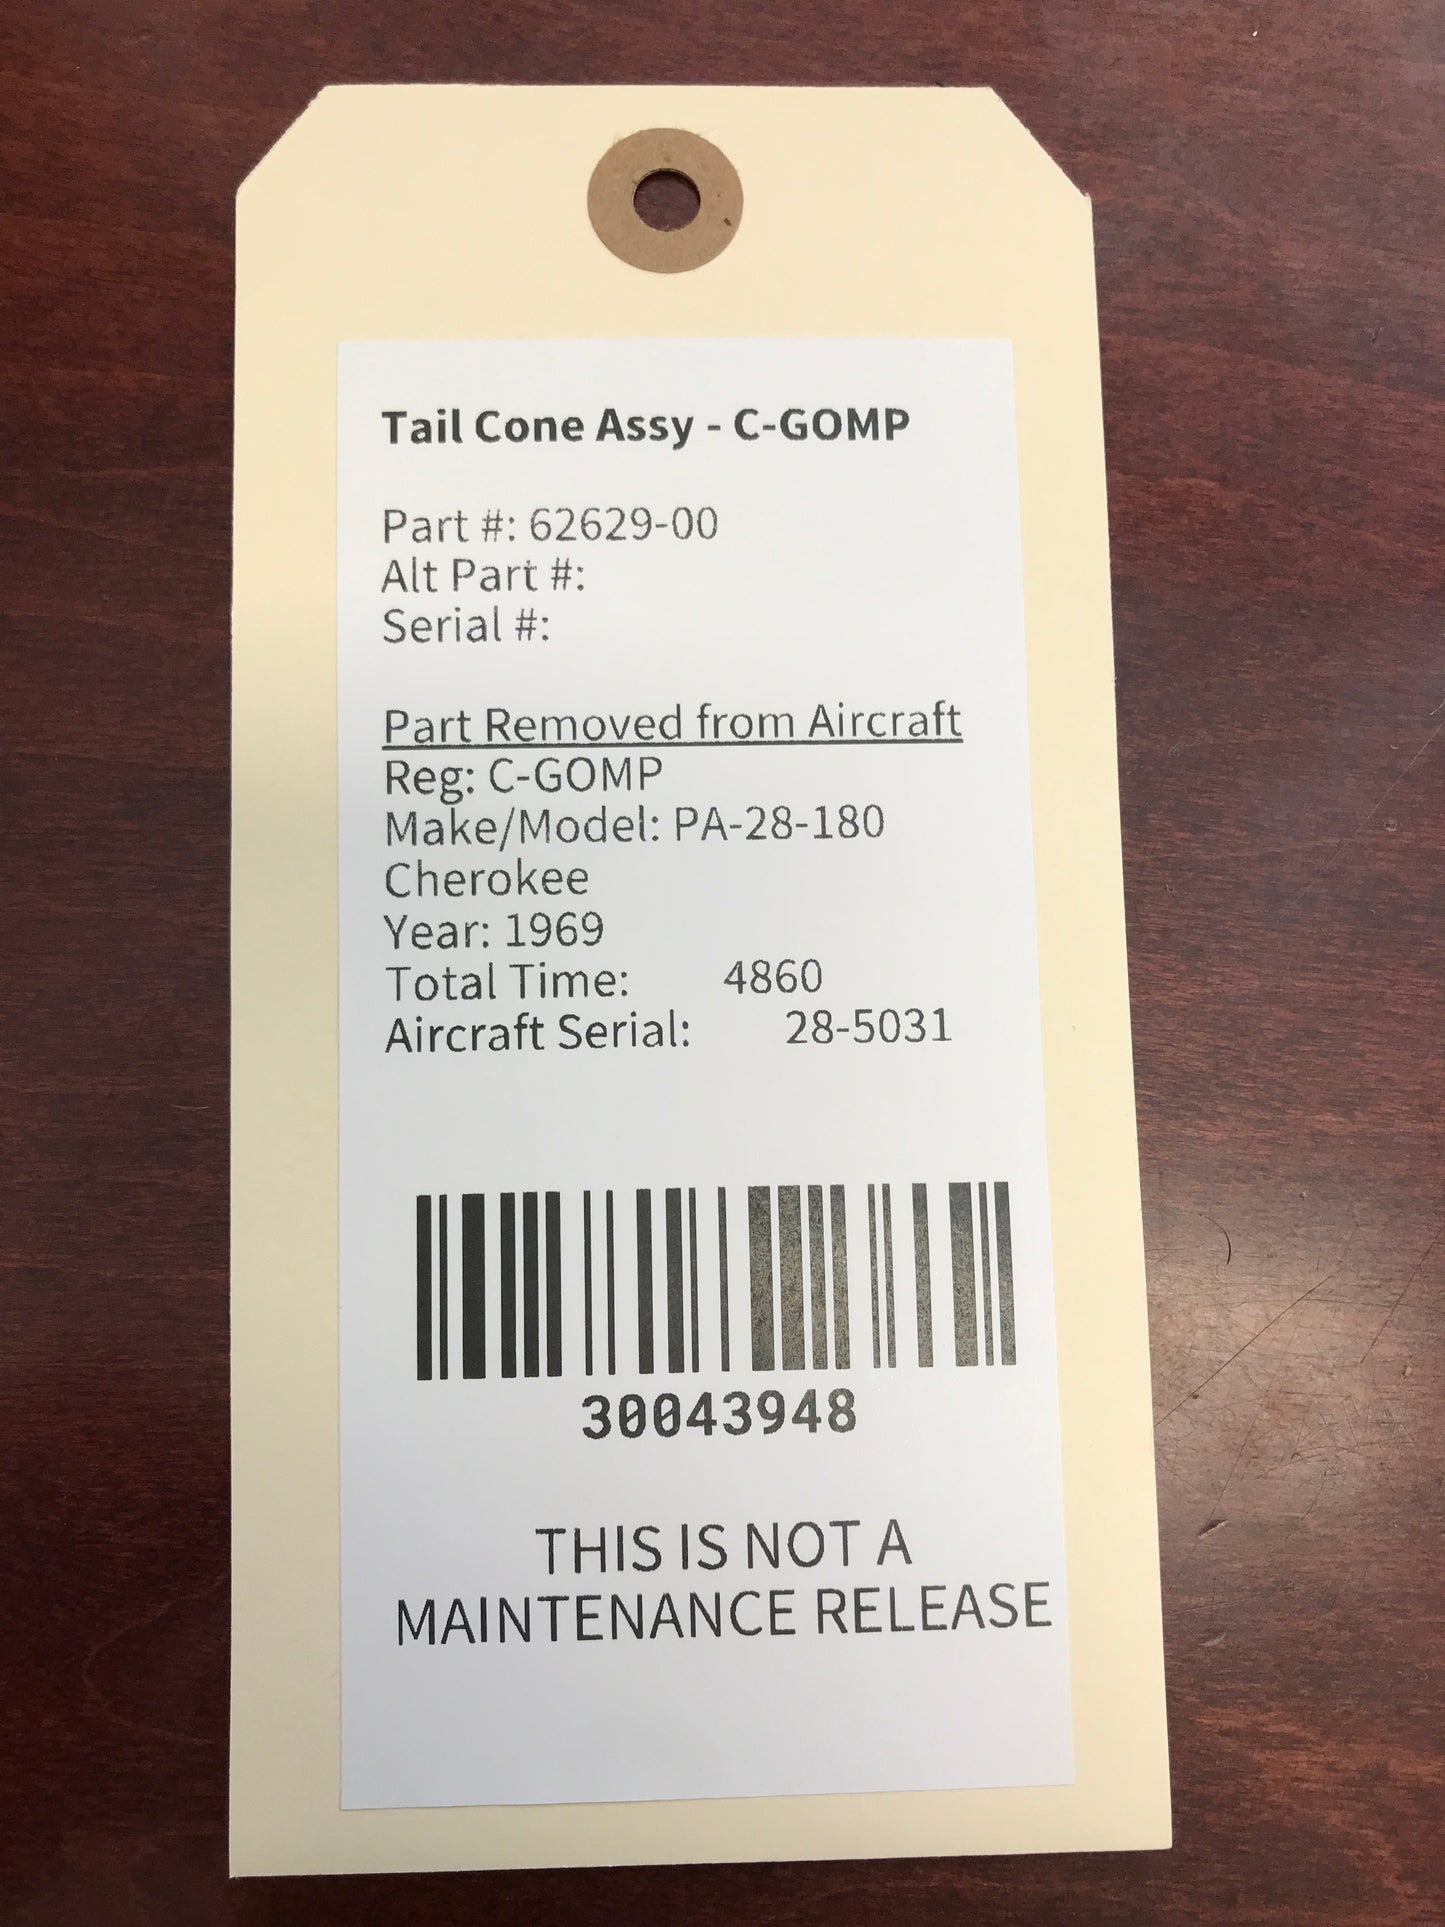 Tail Cone Assy - C-GOMP
Part #: 62629-00
Alt Part #:
Serial #:
Part Removed from Aircraft
Reg: C-GOMP
Make/Model: PA-28-180
Cherokee
Year: 1969
Total Time: 4860
Aircraft Serial: 28-5031
30043948
THIS IS NOT A
MAINTENANCE RELEASE